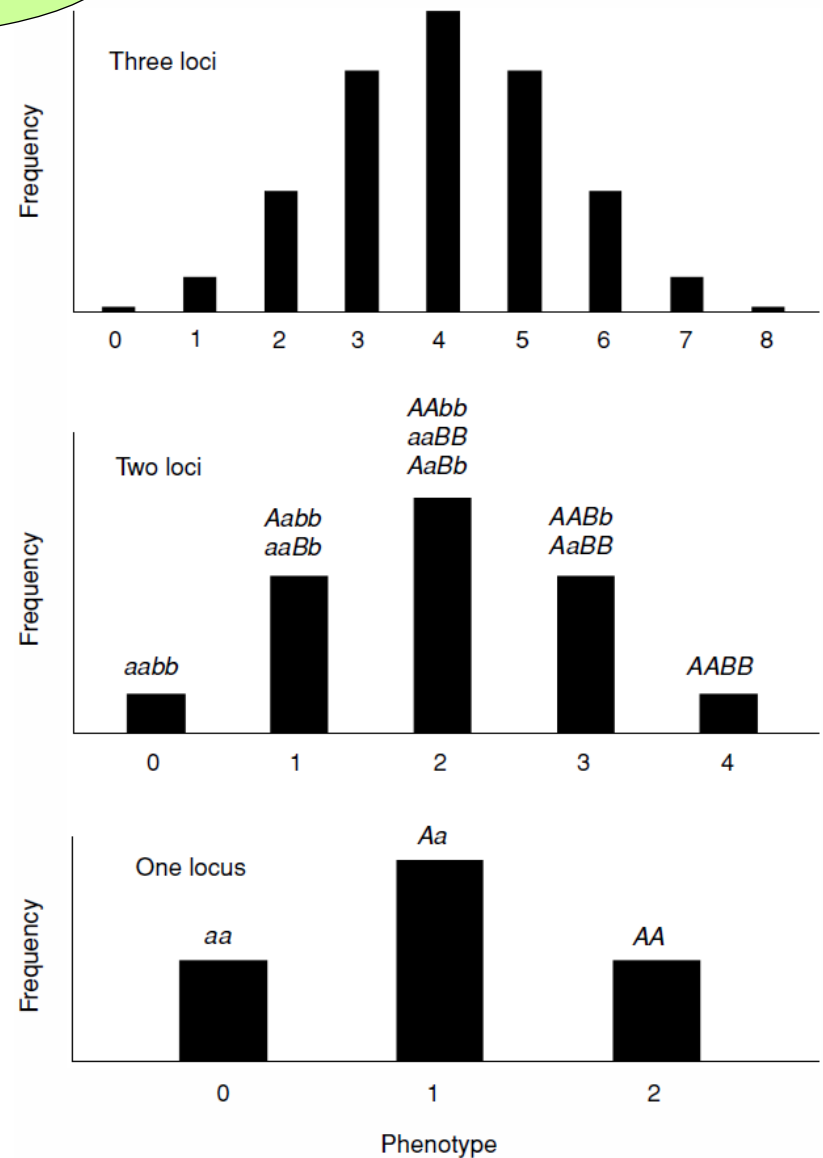 Three loci
Frequency
0 1 2 3 4 5 6 7 8
AAbb
aaBB
AaBb
Two loci
Aabb
aaBb
AABb
AaBB
Frequency
aabb
AABB
0 1 2 3 4
Aa
One locus
aa
AA
Frequency
0 1 2
Phenotype